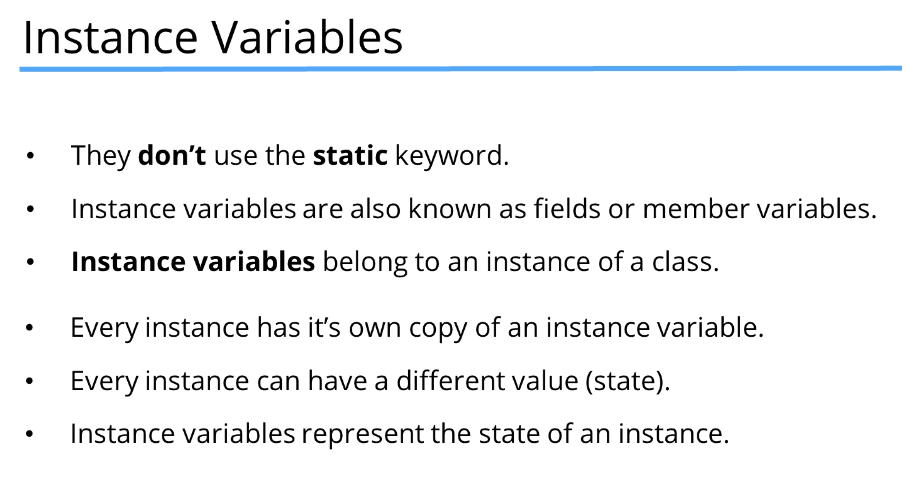 Instance Variables
• They don’t use the static keyword.
• Instance variables are also known as fields or member variables.
• Instance variables belong to an instance of a class.
• Every instance has it’s own copy of an instance variable.
• Every instance can have a different value (state).
• Instance variables represent the state of an instance.